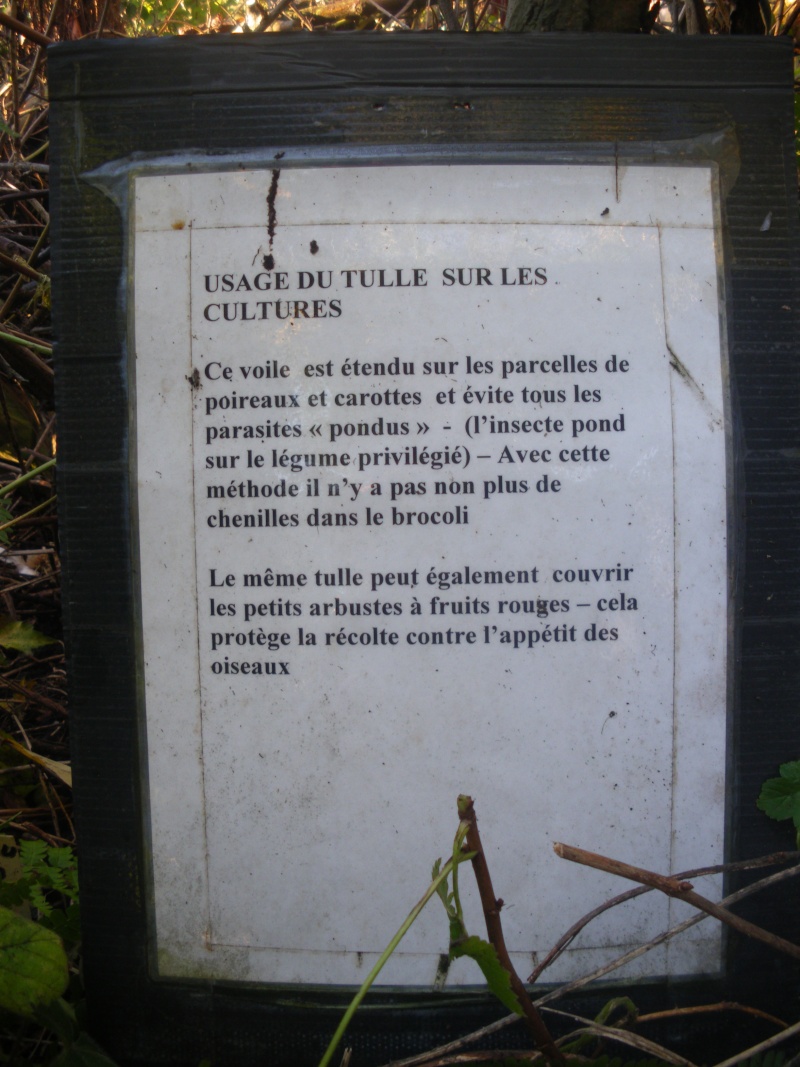 USAGE DU TULLE SUR LES
CULTURES
Ce voile est étendu sur les parcelles de
poireaux et carottes et évite tous les
parasites « pondus » - (l'insecte pond
sur le légume privilégié) – Avec cette
méthode il n'y a pas non plus de
chenilles dans le brocoli
Le même tulle peut également couvrir
les petits arbustes à fruits rouges – cela
protège la récolte contre l'appétit des
oiseaux